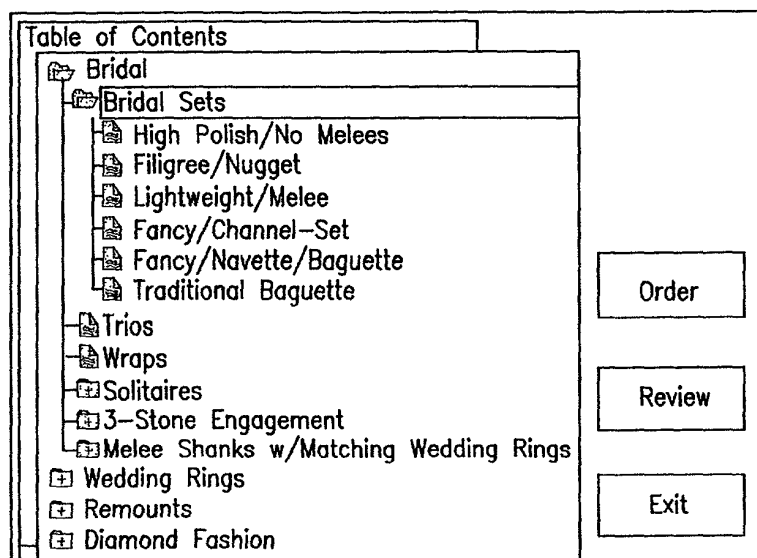 Table of Contents
Bridal
Bridal Sets
High Polish/No Melees
Filigree/Nugget
Lightweight/Melee
Fancy/Channel-Set
Fancy/Navette/Baguette
Traditional Baguette
Trios
Wraps
Solitaires
3-Stone Engagement
Melee Shanks w/Matching Wedding Rings
Wedding Rings
Remounts
Diamond Fashion
Order
Review
Exit